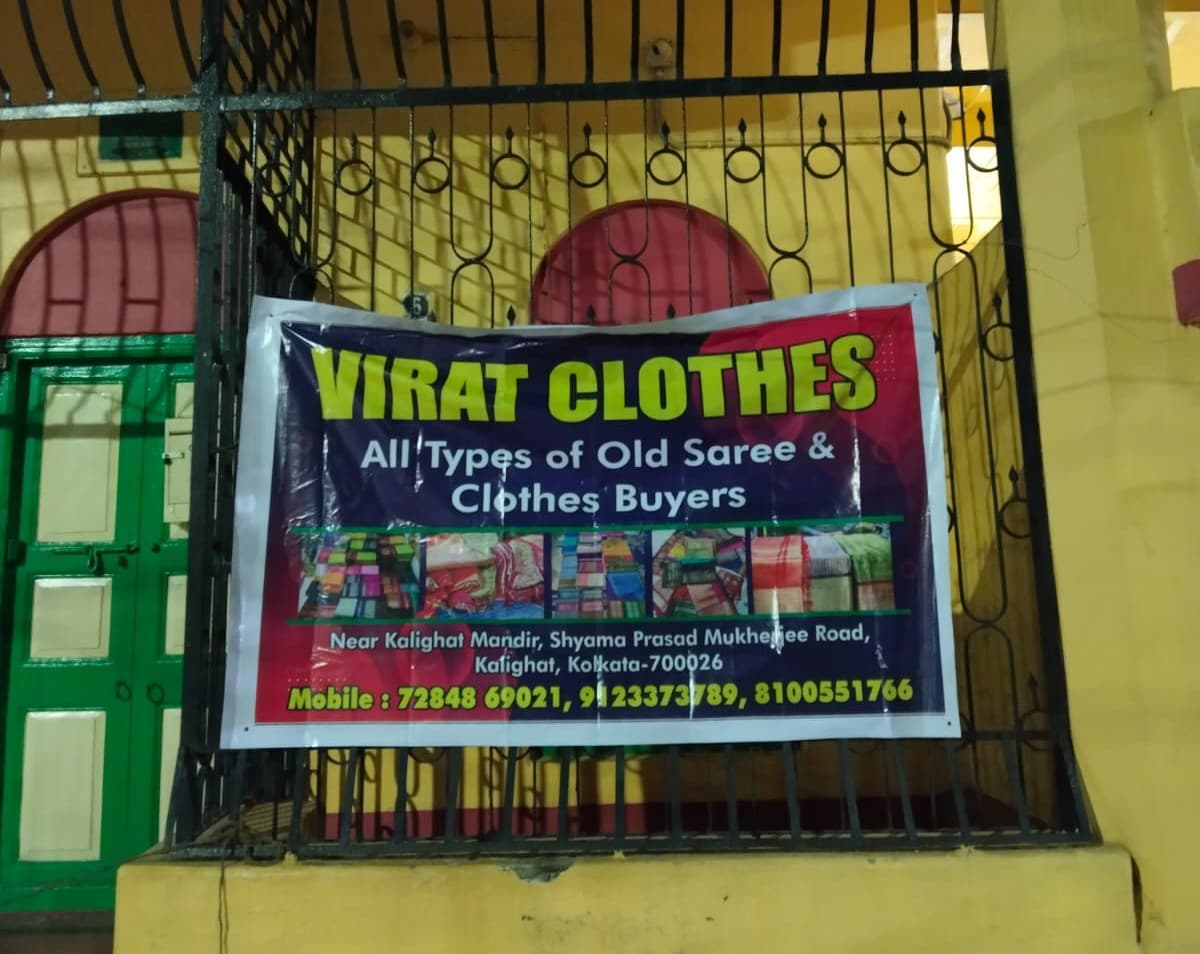 5
VIRAT CLOTHES
All Types of Old Saree &
Clothes Buyers
Near Kalighat Mandir, Shyama Prasad Mukherjee Road,
Kalighat, Kolkata-700026
Mobile : 72848 69021, 9123373789, 8100551766